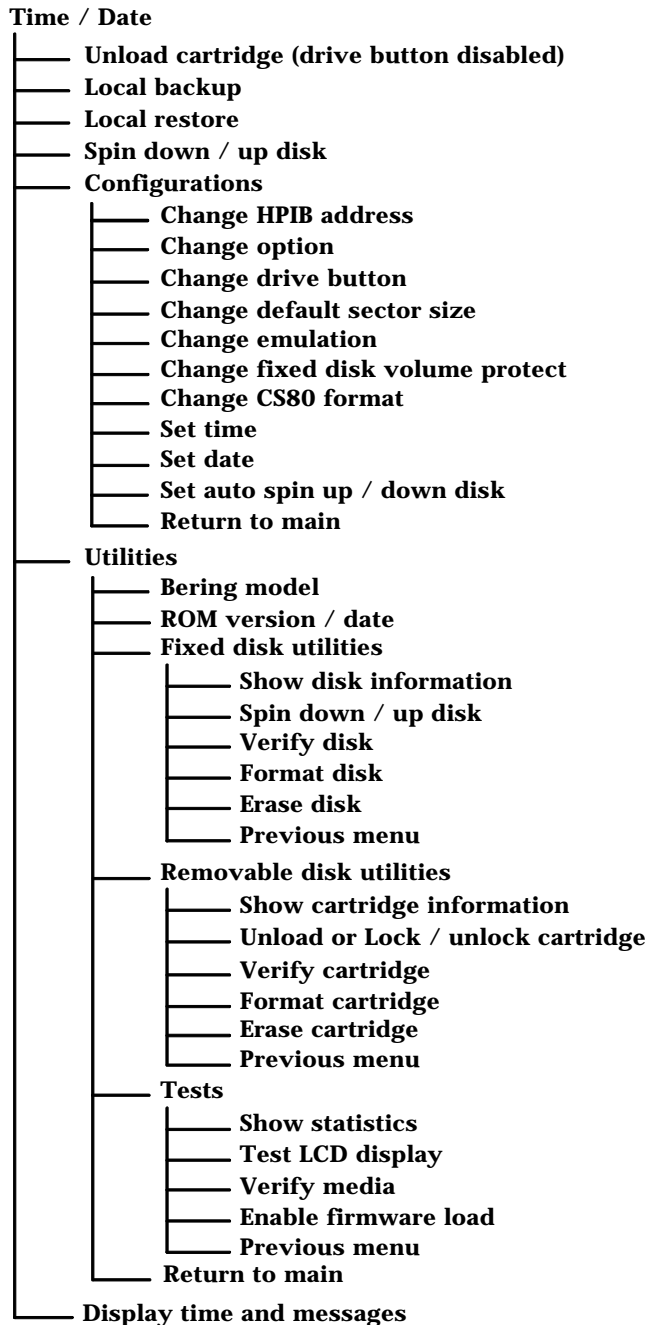 Time / Date
Unload cartridge (drive button disabled)
Local backup
Local restore
Spin down / up disk
Configurations
Change HPIB address
Change option
Change drive button
Change default sector size
Change emulation
Change fixed disk volume protect
Change CS80 format
Set time
Set date
Set auto spin up / down disk
Return to main
Utilities
Bering model
ROM version / date
Fixed disk utilities
Show disk information
Spin down / up disk
Verify disk
Format disk
Erase disk
Previous menu
Removable disk utilities
Show cartridge information
Unload or Lock / unlock cartridge
Verify cartridge
Format cartridge
Erase cartridge
Previous menu
Tests
Show statistics
Test LCD display
Verify media
Enable firmware load
Previous menu
Return to main
Display time and messages